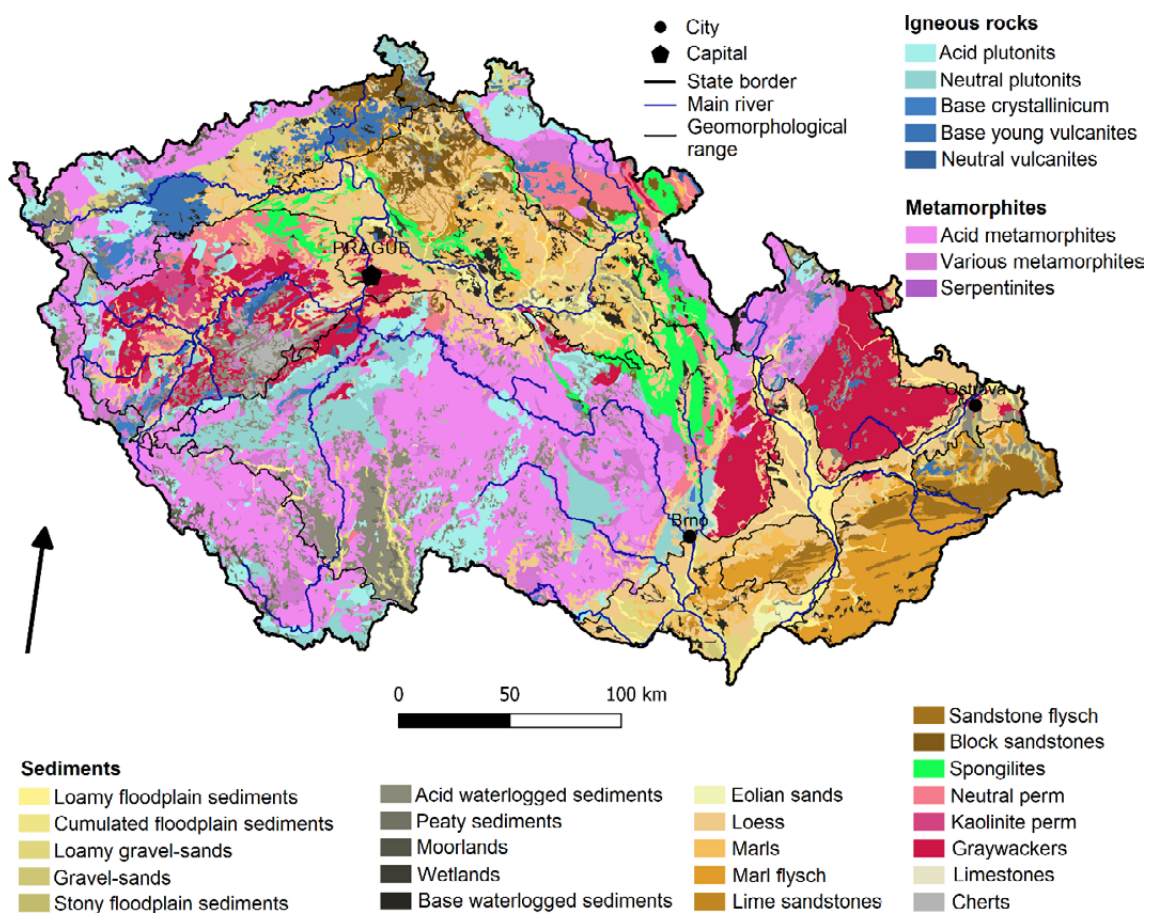 City
Capital
State border
Main river
Geomorphological
range
Igneous rocks
Acid plutonits
Neutral plutonits
Base crystallinicum
Base young vulcanites
Neutral vulcanites
Metamorphites
Acid metamorphites
Various metamorphites
Serpentinites
PRAGUE
Ostrava
Brno
0 50 100 km
Sediments
Loamy floodplain sediments
Cumulated floodplain sediments
Loamy gravel-sands
Gravel-sands
Stony floodplain sediments
Acid waterlogged sediments
Peaty sediments
Moorlands
Wetlands
Base waterlogged sediments
Eolian sands
Loess
Marls
Marl flysch
Lime sandstones
Sandstone flysch
Block sandstones
Spongilites
Neutral perm
Kaolinite perm
Graywackers
Limestones
Cherts